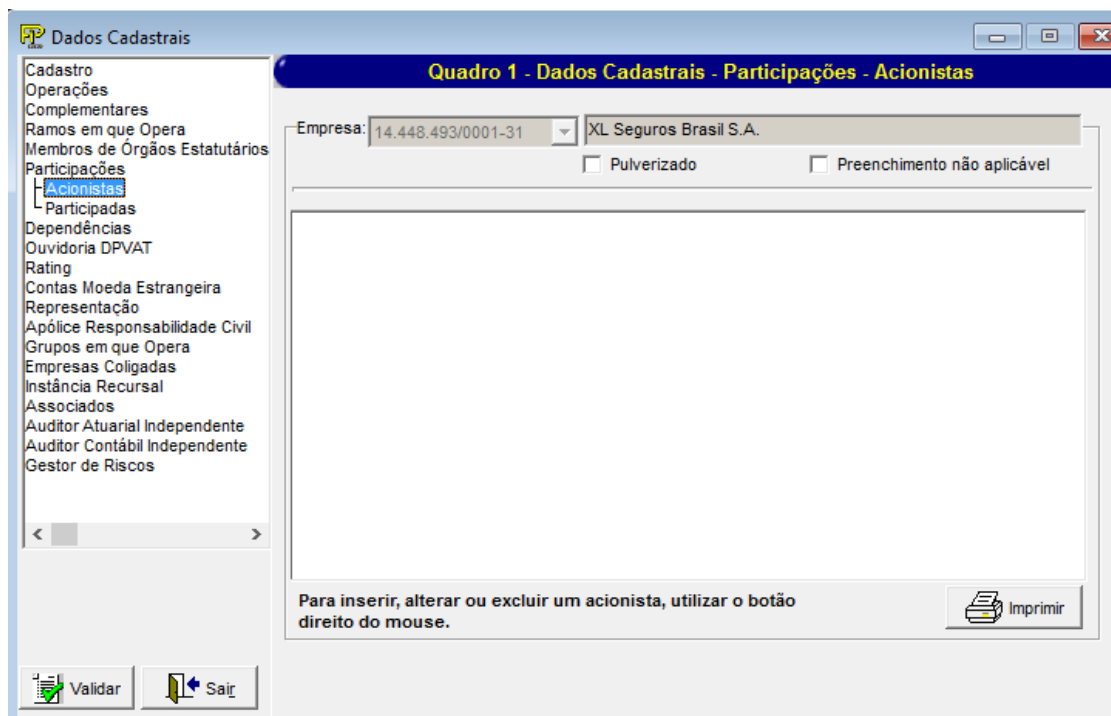 Dados Cadastrais
Cadastro
Operações
Complementares
Ramos em que Opera
Membros de Órgãos Estatutários
Participações
Acionistas
Participadas
Dependências
Ouvidoria DPVAT
Rating
Contas Moeda Estrangeira
Representação
Apólice Responsabilidade Civil
Grupos em que Opera
Empresas Coligadas
Instância Recursal
Associados
Auditor Atuarial Independente
Auditor Contábil Independente
Gestor de Riscos
Validar
Sair
Quadro 1 - Dados Cadastrais - Participações - Acionistas
Empresa: 14.448.493/0001-31 XL Seguros Brasil S.A.
Pulverizado Preenchimento não aplicável
Para inserir, alterar ou excluir um acionista, utilizar o botão
direito do mouse.
Imprimir